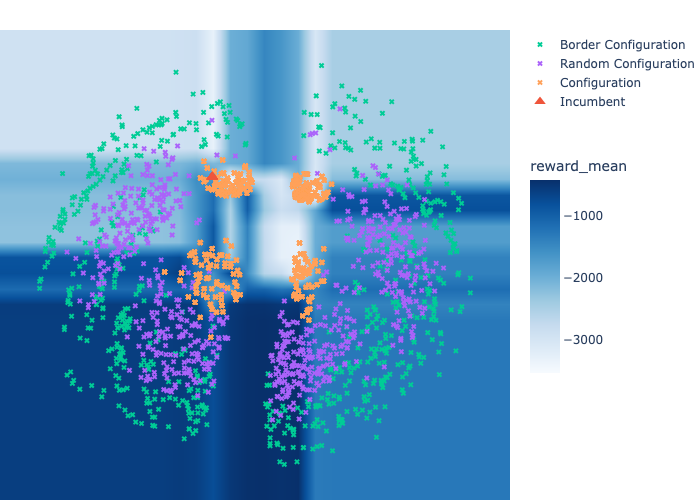 Border Configuration
Random Configuration
Configuration
Incumbent
reward_mean
−1000
−2000
−3000